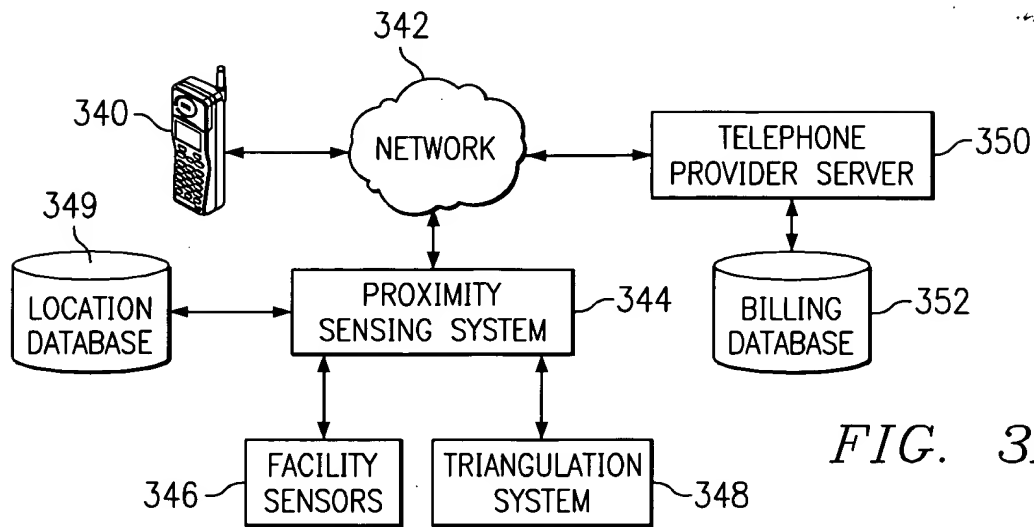 342
340
NETWORK
TELEPHONE
PROVIDER SERVER
350
349
LOCATION
DATABASE
PROXIMITY
SENSING SYSTEM
344
BILLING
DATABASE
352
346
FACILITY
SENSORS
TRIANGULATION
SYSTEM
348
FIG.